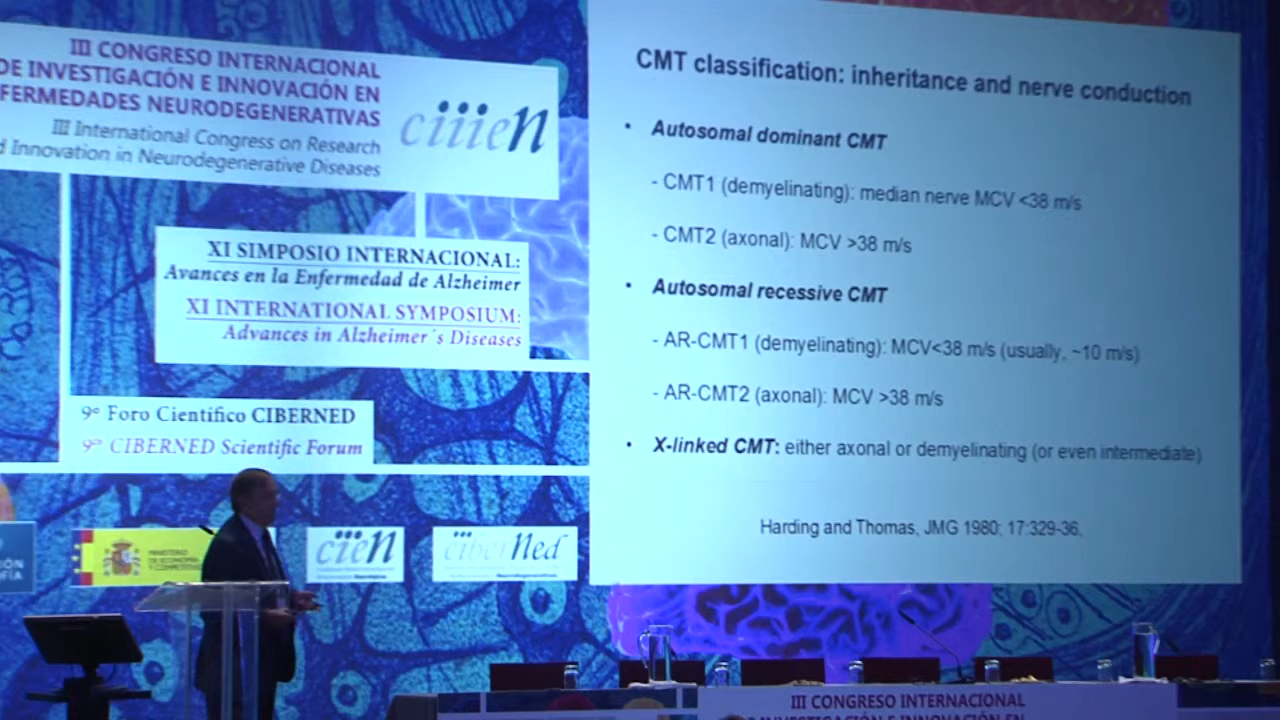 III CONGRESO INTERNACIONAL
DE INVESTIGACIÓN E INNOVACIÓN EN
FERMEDADES NEURODEGENERATIVAS
III International Congress on Research
d Innovation in Neurodegenerative Diseases
ciiieN
XI SIMPOSIO INTERNACIONAL:
Avances en la Enfermedad de Alzheimer
XI INTERNATIONAL SYMPOSIUM:
Advances in Alzheimer´s Diseases
9º Foro Científico CIBERNED
9th CIBERNED Scientific Forum
MINISTERIO
DE ECONOMÍA
Y COMPETITIVIDAD
cieN
ciberNed
CMT classification: inheritance and nerve conduction
• Autosomal dominant CMT
- CMT1 (demyelinating): median nerve MCV <38 m/s
- CMT2 (axonal): MCV >38 m/s
• Autosomal recessive CMT
- AR-CMT1 (demyelinating): MCV<38 m/s (usually, ~10 m/s)
- AR-CMT2 (axonal): MCV >38 m/s
• X-linked CMT: either axonal or demyelinating (or even intermediate)
Harding and Thomas, JMG 1980; 17:329-36.
III CONGRESO INTERNACIONAL